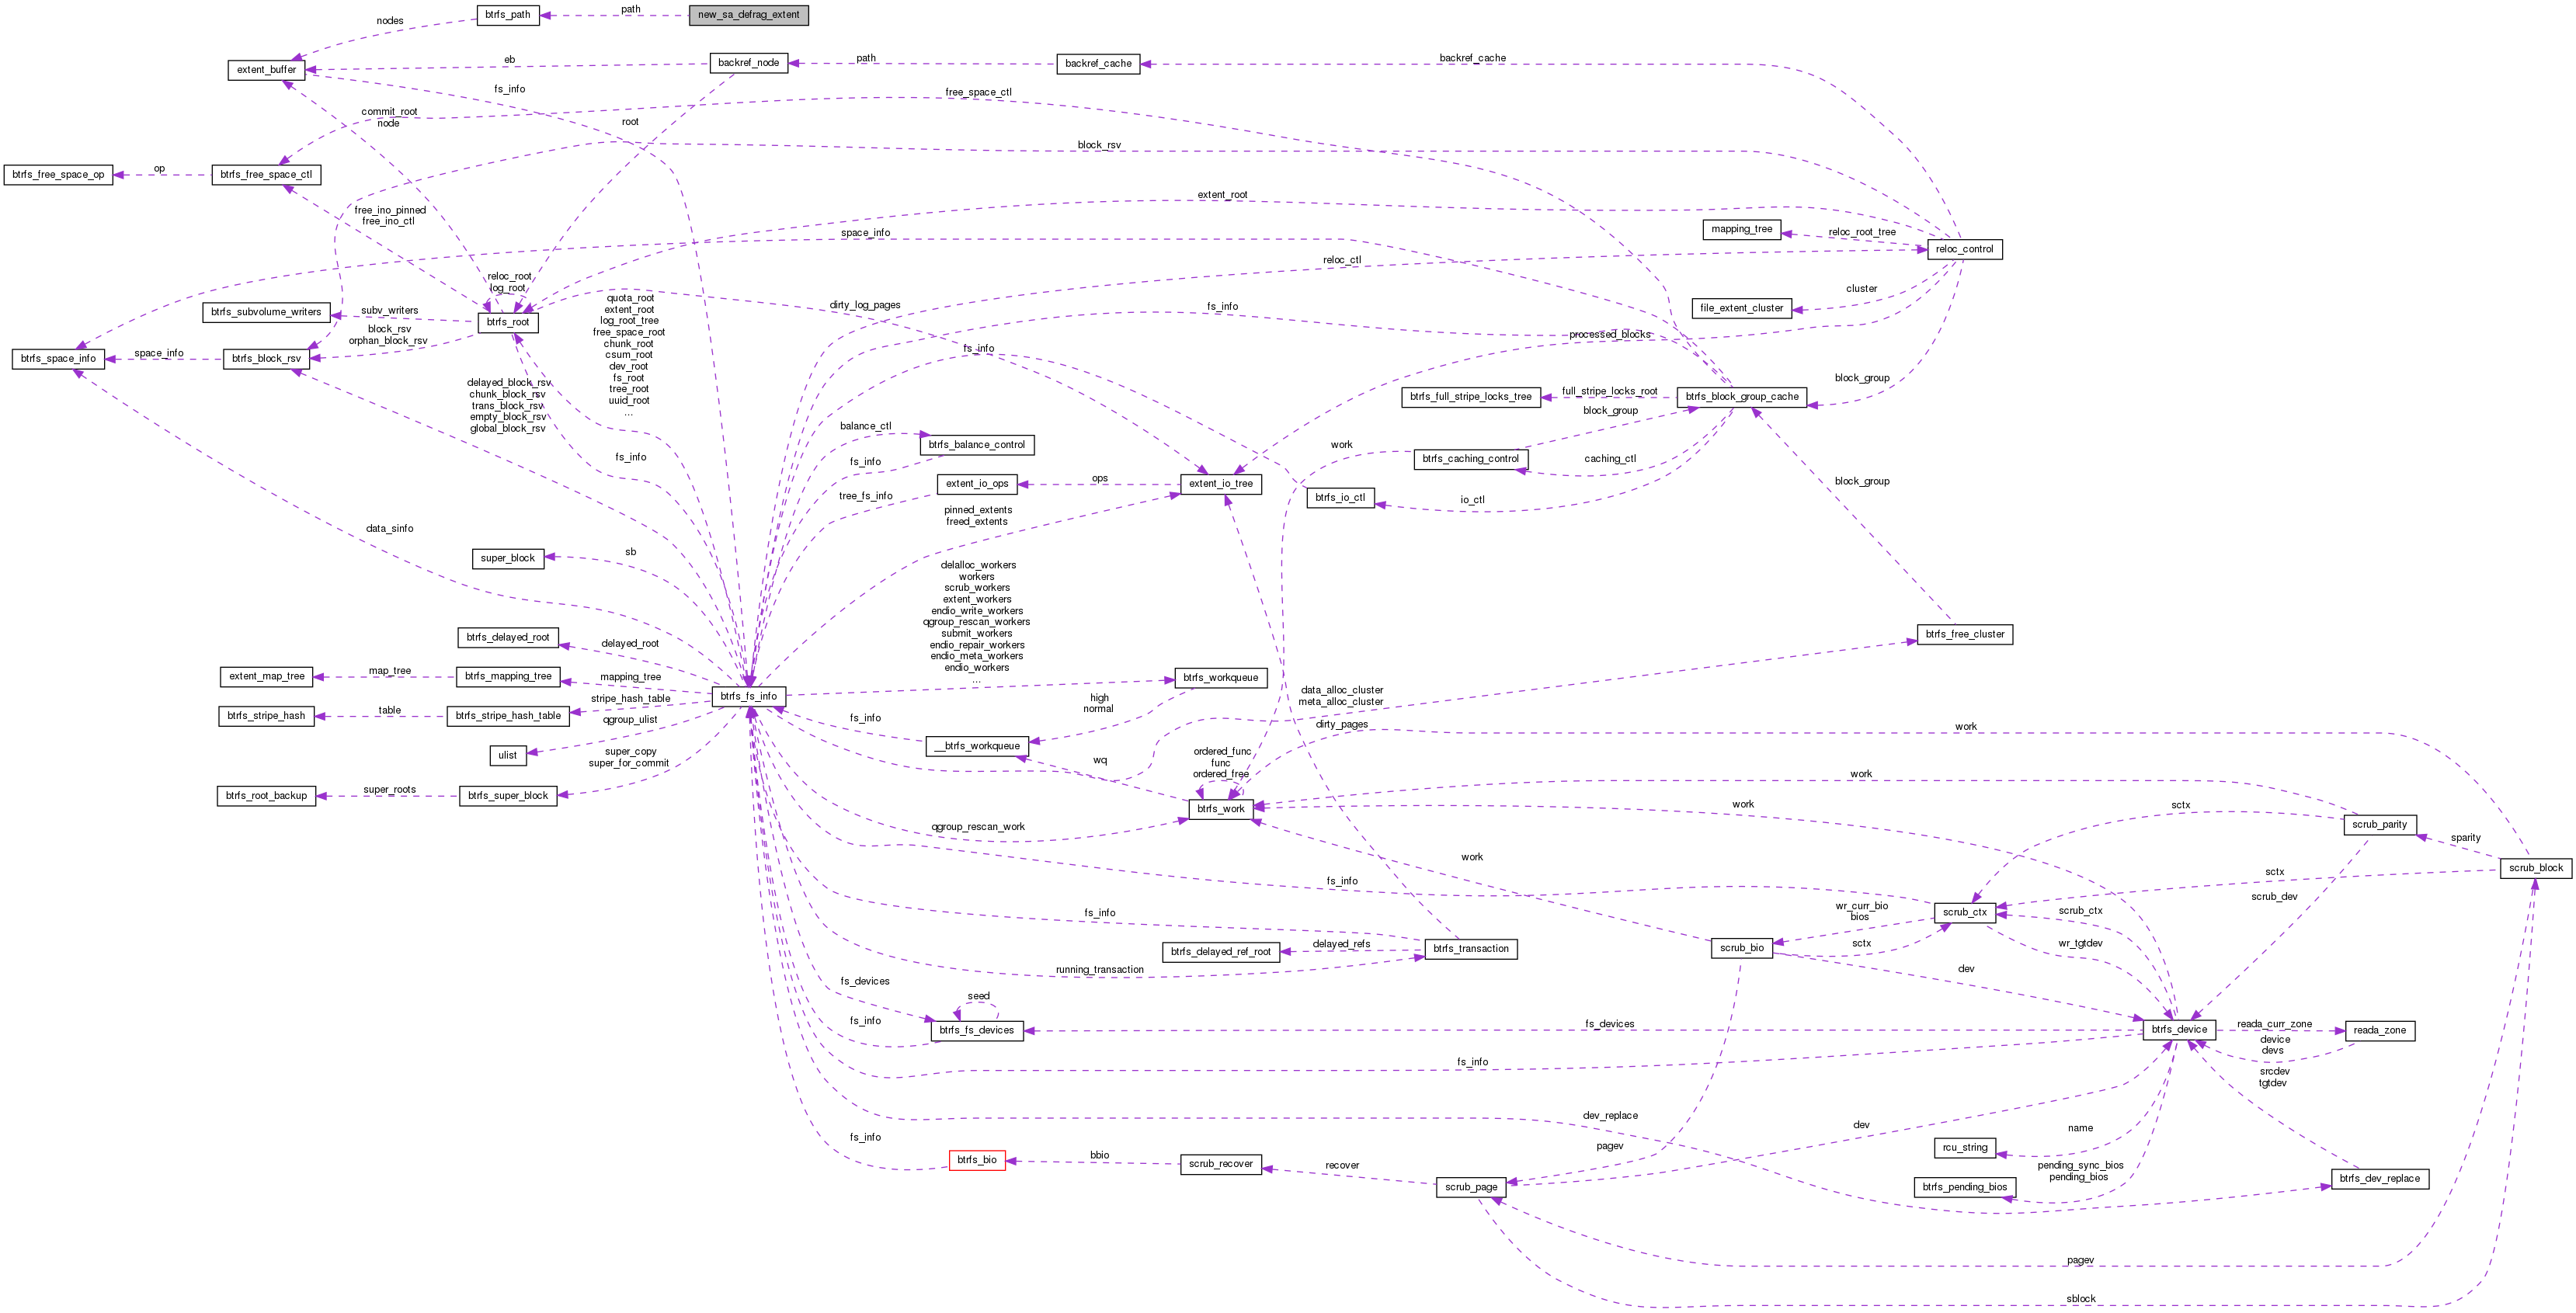 new_sa_defrag_extent
path
btrfs_path
nodes
extent_buffer
eb
backref_node
path
backref_cache
backref_cache
fs_info
free_space_ctl
commit_root
node
root
block_rsv
btrfs_free_space_op
op
btrfs_free_space_ctl
extent_root
free_ino_pinned
free_ino_ctl
mapping_tree
reloc_root_tree
space_info
reloc_control
reloc_ctl
reloc_root
log_root
cluster
quota_root
extent_root
log_root_tree
free_space_root
chunk_root
csum_root
dev_root
fs_root
tree_root
uuid_root
...
dirty_log_pages
fs_info
file_extent_cluster
btrfs_subvolume_writers
subv_writers
btrfs_root
block_rsv
orphan_block_rsv
processed_blocks
fs_info
btrfs_space_info
space_info
btrfs_block_rsv
delayed_block_rsv
chunk_block_rsv
trans_block_rsv
empty_block_rsv
global_block_rsv
block_group
btrfs_full_stripe_locks_tree
full_stripe_locks_root
btrfs_block_group_cache
block_group
balance_ctl
btrfs_balance_control
work
btrfs_caching_control
caching_ctl
fs_info
fs_info
ops
extent_io_tree
extent_io_ops
tree_fs_info
btrfs_io_ctl
io_ctl
block_group
pinned_extents
freed_extents
data_sinfo
super_block
sb
delalloc_workers
workers
scrub_workers
extent_workers
endio_write_workers
qgroup_rescan_workers
submit_workers
endio_repair_workers
endio_meta_workers
endio_workers
...
btrfs_free_cluster
btrfs_delayed_root
delayed_root
extent_map_tree
map_tree
btrfs_mapping_tree
mapping_tree
btrfs_fs_info
btrfs_workqueue
data_alloc_cluster
meta_alloc_cluster
stripe_hash_table
btrfs_stripe_hash
table
btrfs_stripe_hash_table
qgroup_ulist
high
normal
fs_info
dirty_pages
work
ulist
__btrfs_workqueue
super_copy
super_for_commit
wq
ordered_func
func
ordered_free
work
btrfs_root_backup
super_roots
btrfs_super_block
btrfs_work
work
sctx
scrub_parity
qgroup_rescan_work
sparity
work
scrub_block
sctx
fs_info
scrub_dev
wr_curr_bio
bios
scrub_ctx
scrub_ctx
fs_info
btrfs_delayed_ref_root
delayed_refs
btrfs_transaction
scrub_bio
sctx
wr_tgtdev
running_transaction
dev
fs_devices
seed
fs_info
btrfs_fs_devices
fs_devices
btrfs_device
reada_curr_zone
reada_zone
device
devs
fs_info
srcdev
tgtdev
dev_replace
dev
name
fs_info
pagev
rcu_string
btrfs_bio
bbio
scrub_recover
recover
scrub_page
pending_sync_bios
pending_bios
btrfs_pending_bios
btrfs_dev_replace
pagev
sblock